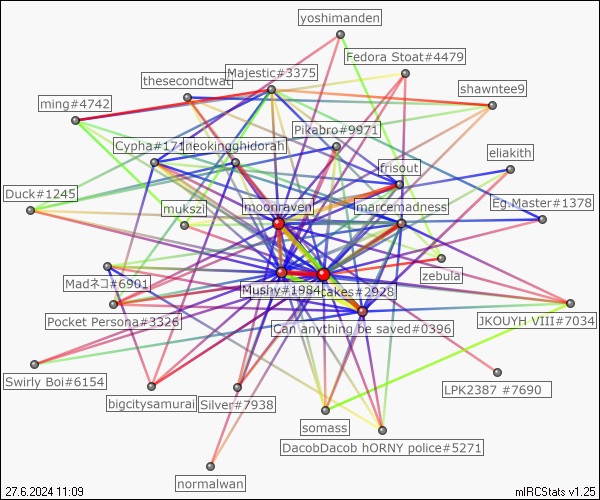 yoshimanden
Fedora Stoat#4479
Majestic#3375
thesecondtwat
shawntee9
ming#4742
Pikabro#9971
Cypha#171
neokingghidorah
eliakith
frisout
Duck#1245
mukszi
moonraven
marcemadness
Eg.Master#1378
zebula
Madネコ#6901
Mushy#1984
cakes#2928
Pocket Persona#3326
Can anything be saved#0396
JKOUYH VIII#7034
Swirly Boi#6154
LPK2387 #7690
bigcitysamurai
Silver#7938
somass
DacobDacob hORNY police#5271
normalwan
27.6.2024 11:09
mIRCStats v1.25